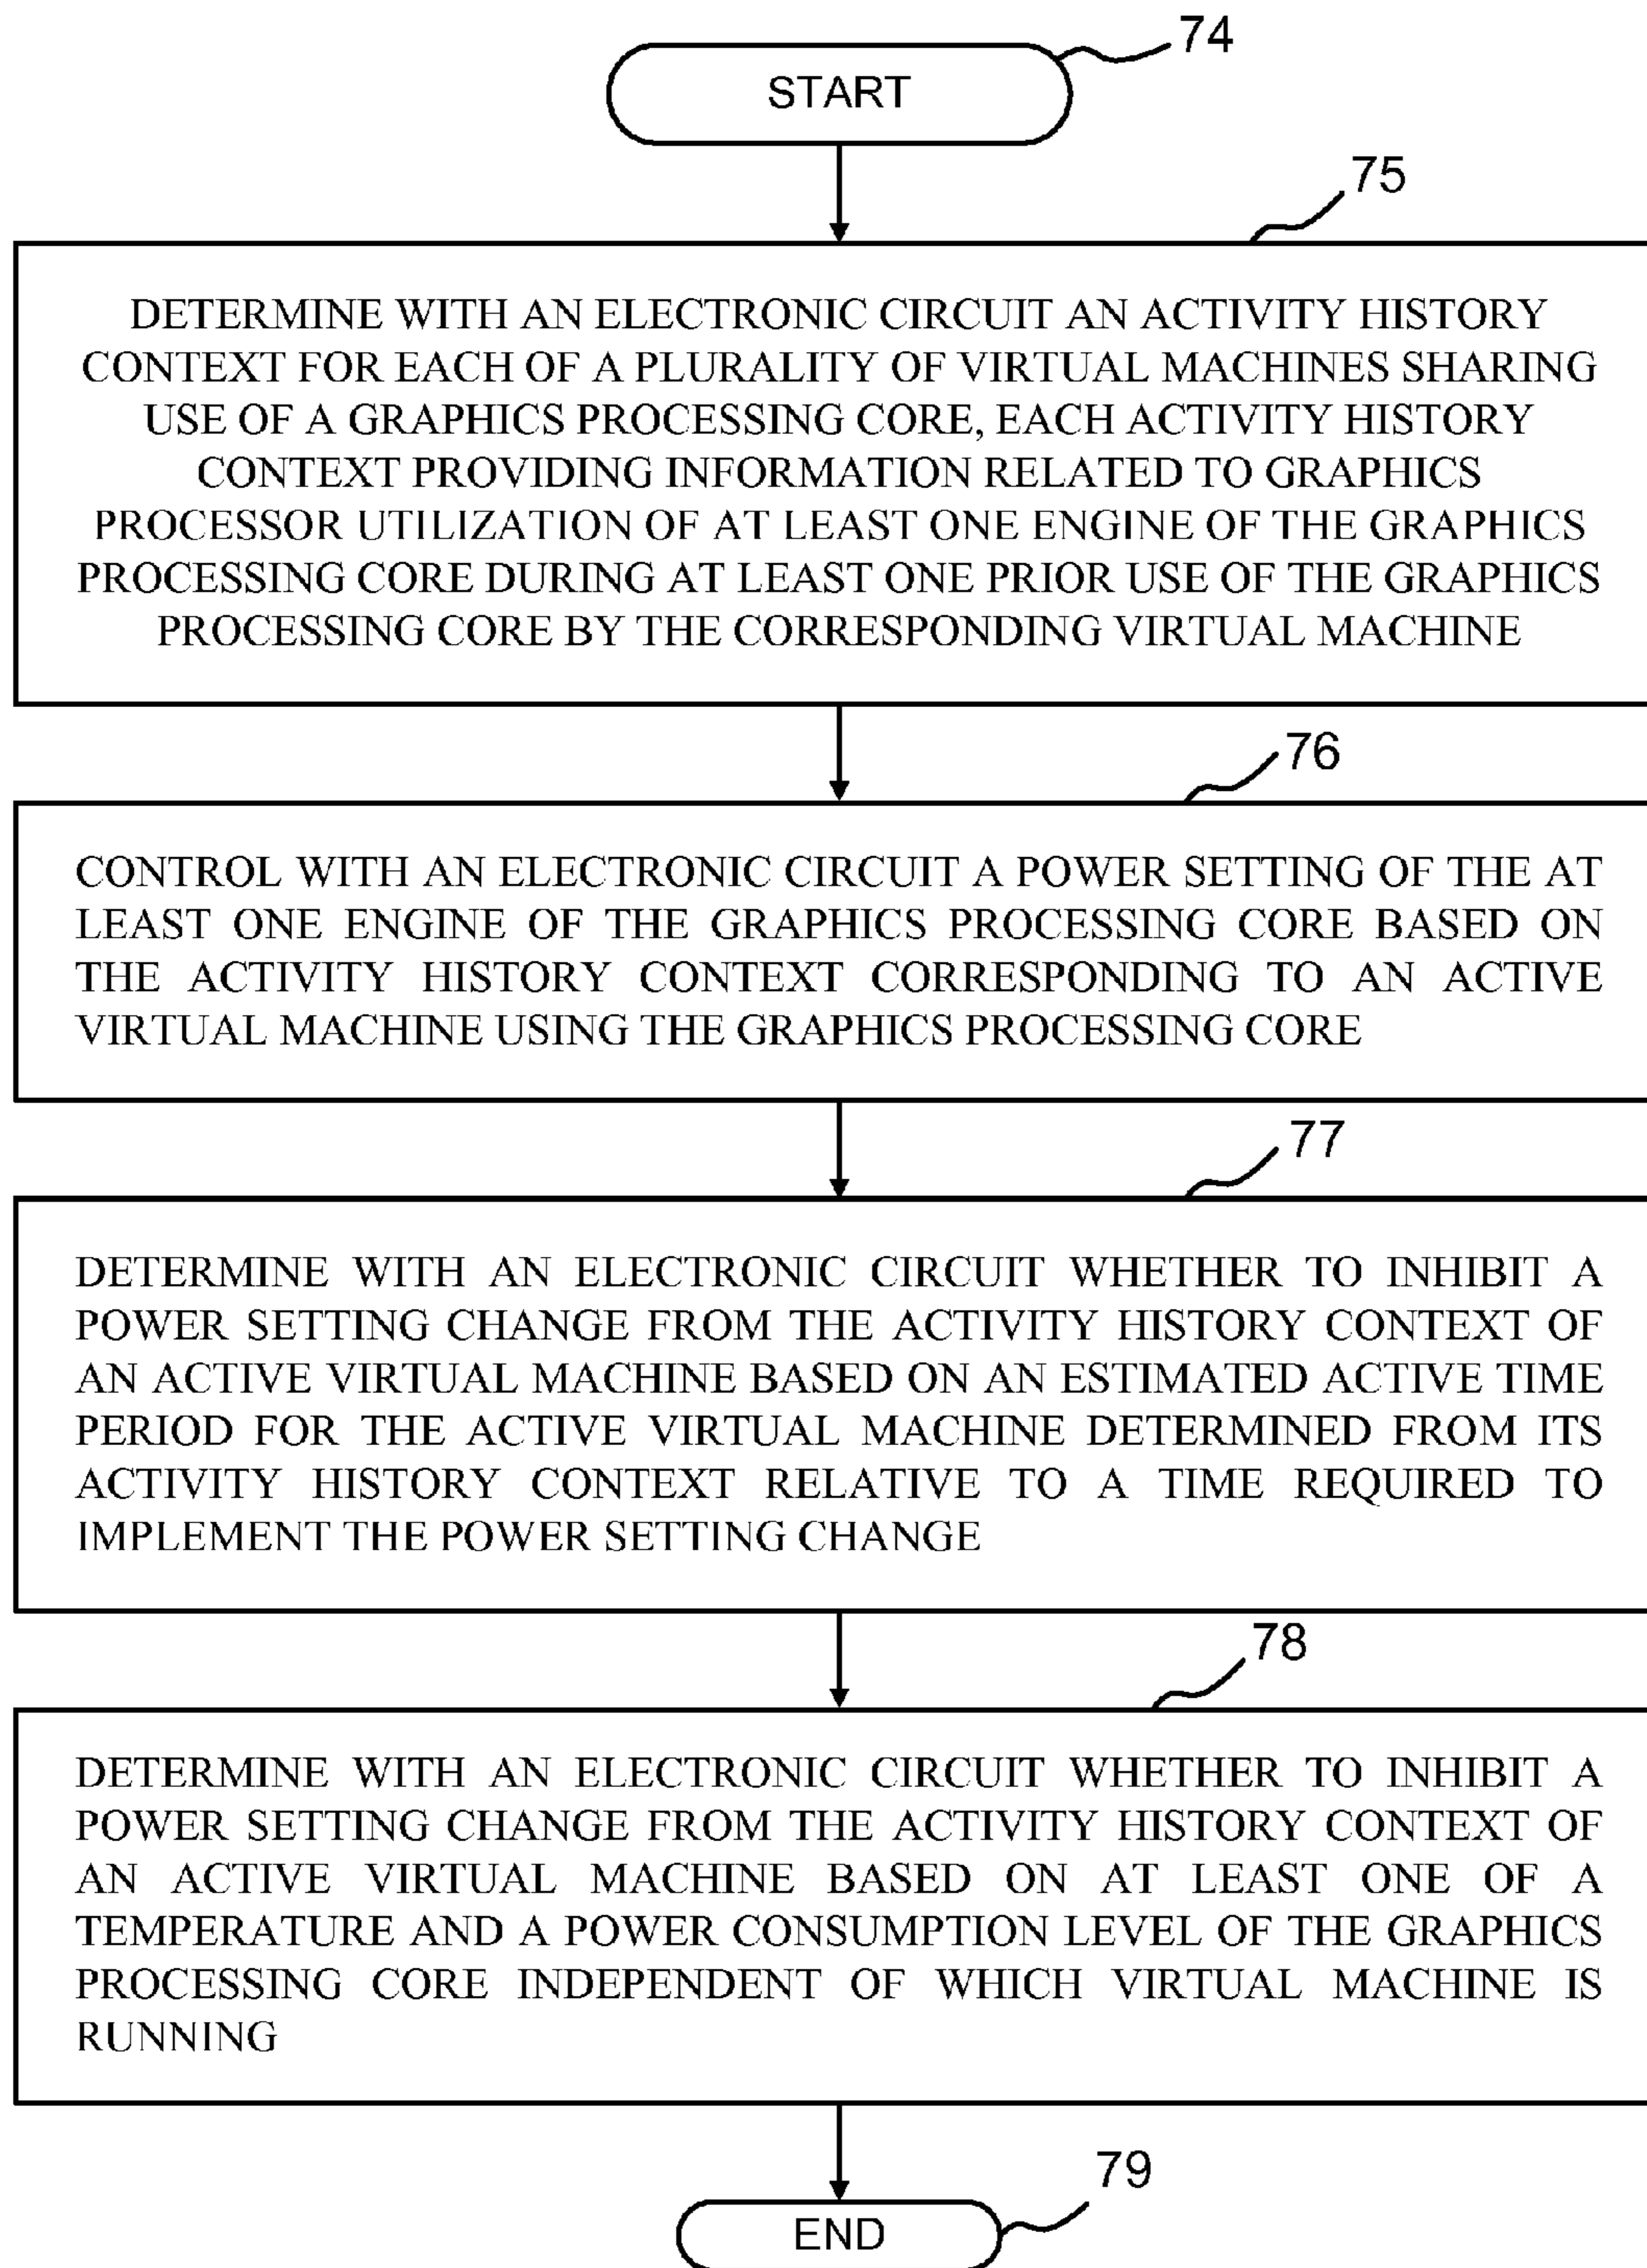 74
START
75
DETERMINE WITH AN ELECTRONIC CIRCUIT AN ACTIVITY HISTORY
CONTEXT FOR EACH OF A PLURALITY OF VIRTUAL MACHINES SHARING
USE OF A GRAPHICS PROCESSING CORE, EACH ACTIVITY HISTORY
CONTEXT PROVIDING INFORMATION RELATED TO GRAPHICS
PROCESSOR UTILIZATION OF AT LEAST ONE ENGINE OF THE GRAPHICS
PROCESSING CORE DURING AT LEAST ONE PRIOR USE OF THE GRAPHICS
PROCESSING CORE BY THE CORRESPONDING VIRTUAL MACHINE
76
CONTROL WITH AN ELECTRONIC CIRCUIT A POWER SETTING OF THE AT
LEAST ONE ENGINE OF THE GRAPHICS PROCESSING CORE BASED ON
THE ACTIVITY HISTORY CONTEXT CORRESPONDING TO AN ACTIVE
VIRTUAL MACHINE USING THE GRAPHICS PROCESSING CORE
77
DETERMINE WITH AN ELECTRONIC CIRCUIT WHETHER TO INHIBIT A
POWER SETTING CHANGE FROM THE ACTIVITY HISTORY CONTEXT OF
AN ACTIVE VIRTUAL MACHINE BASED ON AN ESTIMATED ACTIVE TIME
PERIOD FOR THE ACTIVE VIRTUAL MACHINE DETERMINED FROM ITS
ACTIVITY HISTORY CONTEXT RELATIVE TO A TIME REQUIRED TO
IMPLEMENT THE POWER SETTING CHANGE
78
DETERMINE WITH AN ELECTRONIC CIRCUIT WHETHER TO INHIBIT A
POWER SETTING CHANGE FROM THE ACTIVITY HISTORY CONTEXT OF
AN ACTIVE VIRTUAL MACHINE BASED ON AT LEAST ONE OF A
TEMPERATURE AND A POWER CONSUMPTION LEVEL OF THE GRAPHICS
PROCESSING CORE INDEPENDENT OF WHICH VIRTUAL MACHINE IS
RUNNING
79
END